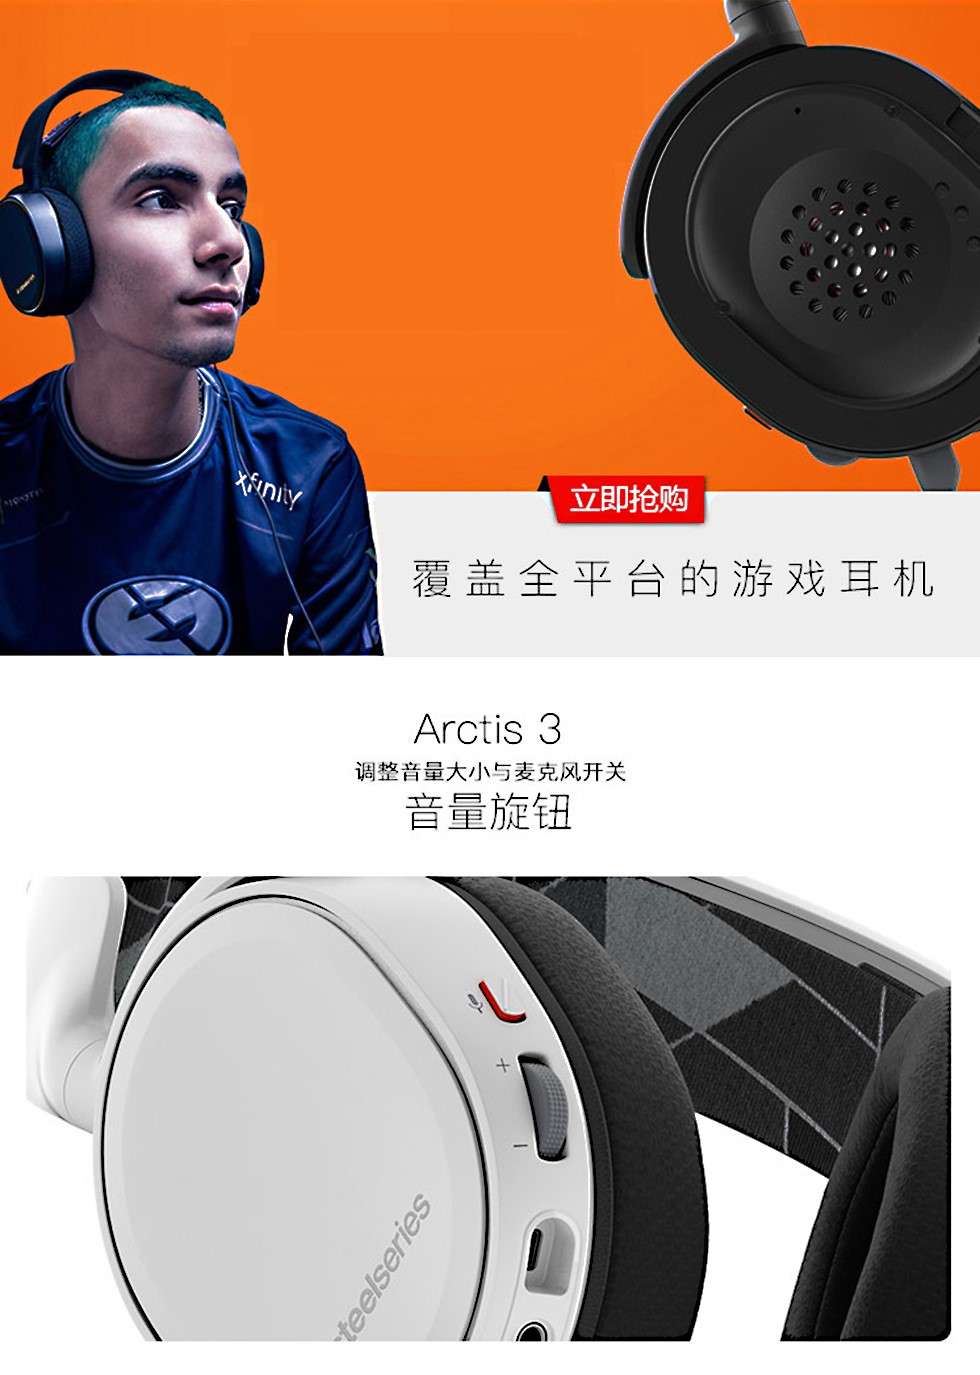 xfinity
立即抢购
覆盖全平台的游戏耳机
Arctis 3
调整音量大小与麦克风开关
音量旋钮
+
−
steelseries